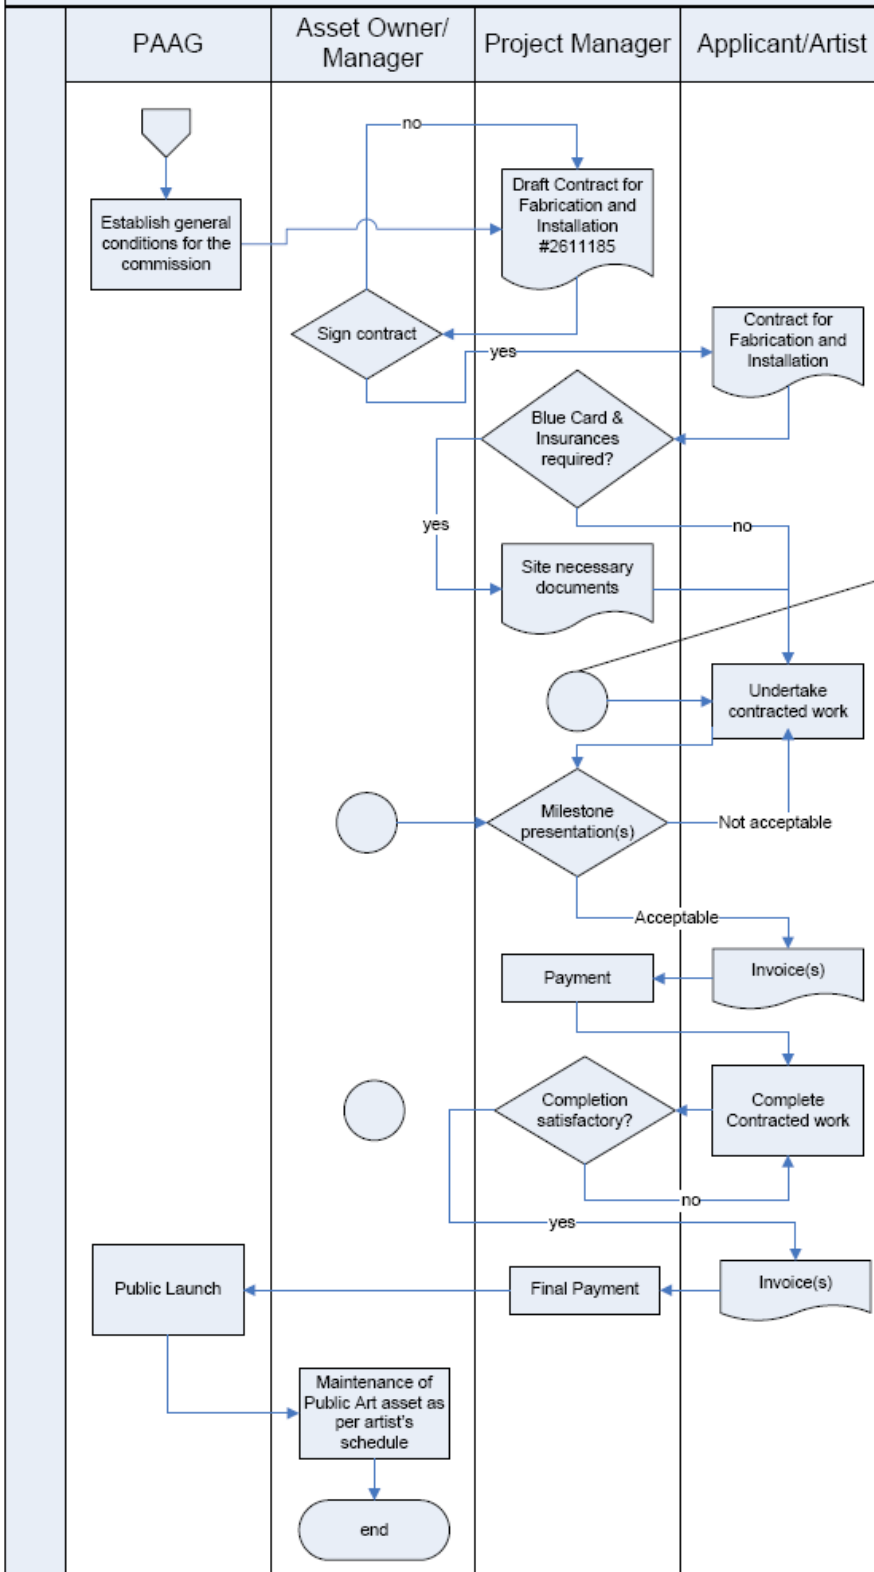 PAAG
Asset Owner/
Manager
Project Manager
Applicant/Artist
no
Draft Contract for
Fabrication and
Installation
#2611185
Establish general
conditions for the
commission
Sign contract
Contract for
Fabrication and
Installation
yes
Blue Card &
Insurances
required?
yes
no
Site necessary
documents
Undertake
contracted work
Milestone
presentation(s)
Not acceptable
Acceptable
Invoice(s)
Payment
Completion
satisfactory?
Complete
Contracted work
no
yes
Public Launch
Final Payment
Invoice(s)
Maintenance of
Public Art asset as
per artist's
schedule
end